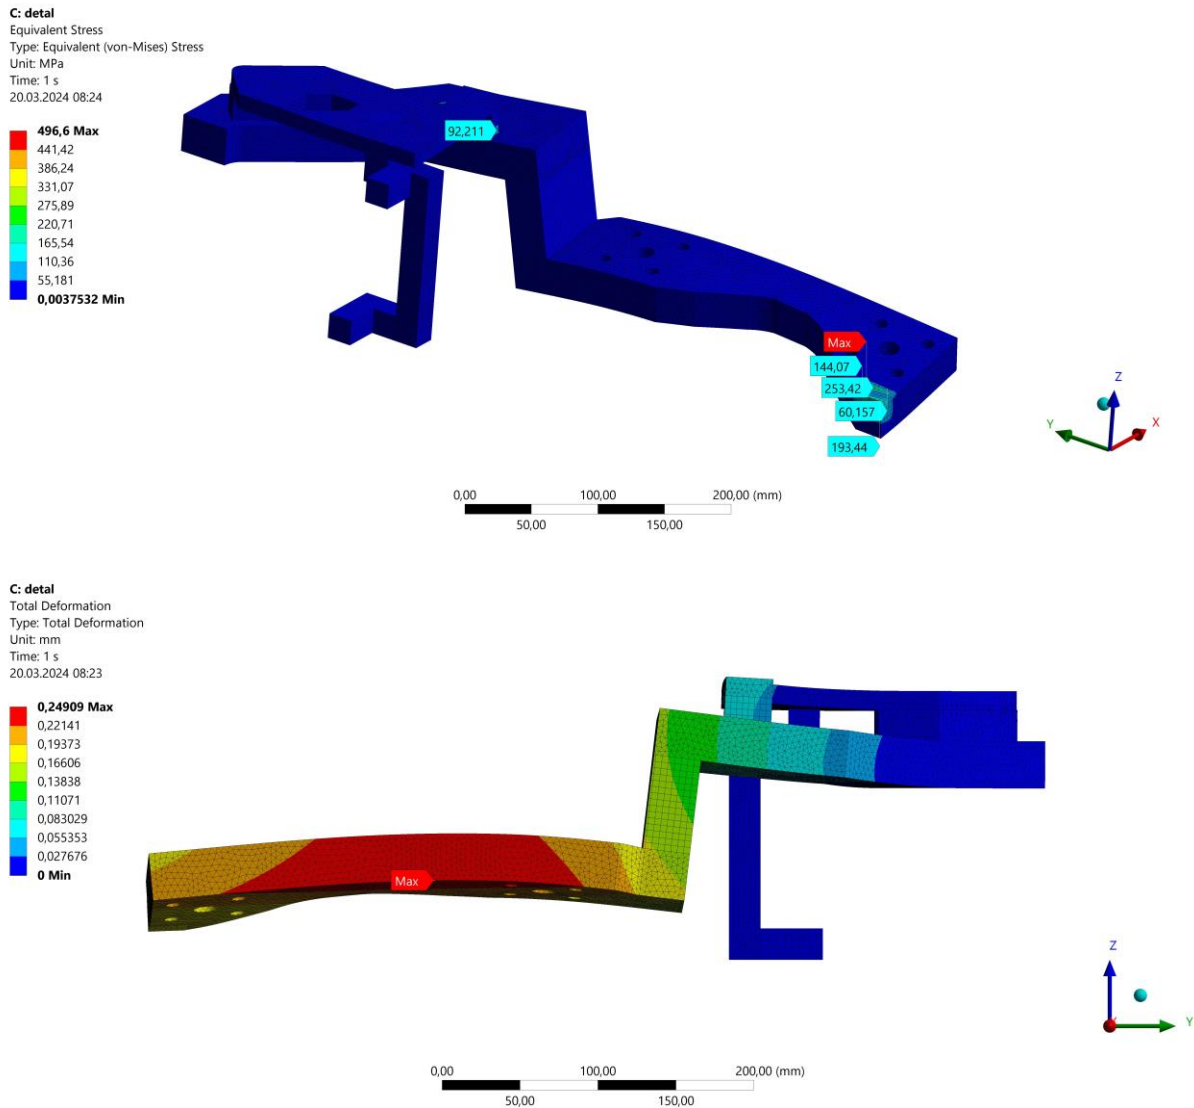 C: detal
Equivalent Stress
Type: Equivalent (von-Mises) Stress
Unit: MPa
Time: 1 s
20.03.2024 08:24
496,6 Max
441,42
386,24
331,07
275,89
220,71
165,54
110,36
55,181
0,0037532 Min
92,211
Max
144,07
253,42
60,157
193,44
Z
Y
X
0,00 100,00 200,00 (mm)
50,00 150,00
C: detal
Total Deformation
Type: Total Deformation
Unit: mm
Time: 1 s
20.03.2024 08:23
0,24909 Max
0,22141
0,19373
0,16606
0,13838
0,11071
0,083029
0,055353
0,027676
0 Min
Max
Z
Y
0,00 100,00 200,00 (mm)
50,00 150,00